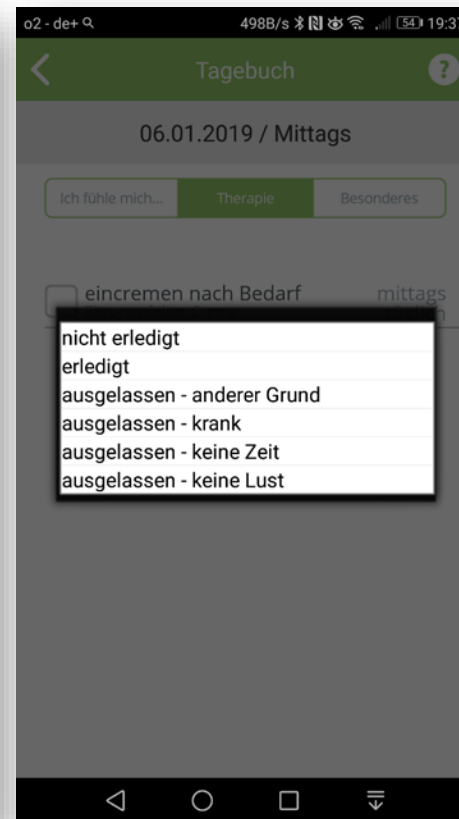 o2 - de+ 498B/s 54 19:37
Tagebuch ?
06.01.2019 / Mittags
Ich fühle mich... Therapie Besonderes
eincremen nach Bedarf mittags
nicht erledigt
erledigt
ausgelassen - anderer Grund
ausgelassen - krank
ausgelassen - keine Zeit
ausgelassen - keine Lust